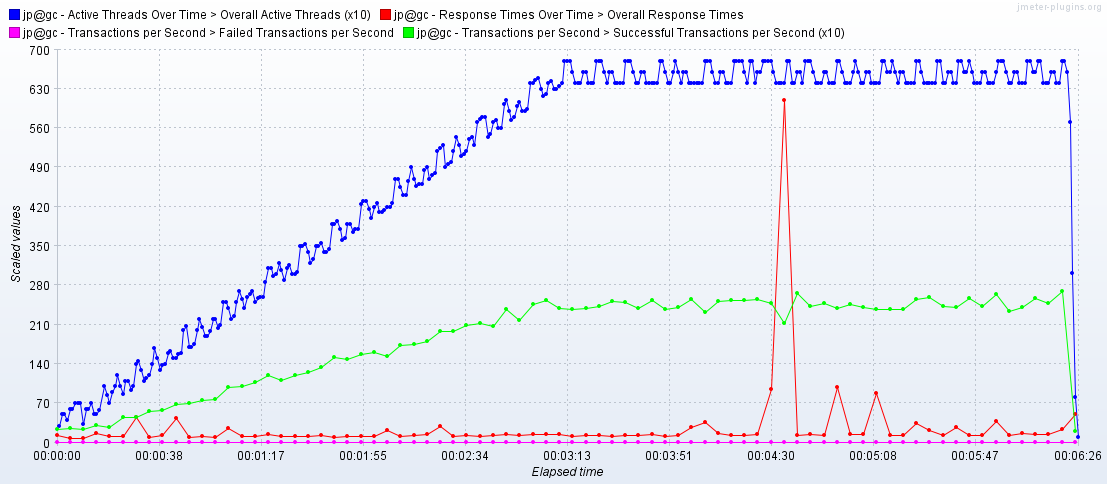 jp@gc - Active Threads Over Time > Overall Active Threads (x10) jp@gc - Response Times Over Time > Overall Response Times
jp@gc - Transactions per Second > Failed Transactions per Second jp@gc - Transactions per Second > Successful Transactions per Second (x10)
jmeter-plugins.org
700
630
560
490
420
350
280
210
140
70
0
Scaled values
00:00:00 00:00:38 00:01:17 00:01:55 00:02:34 00:03:13 00:03:51 00:04:30 00:05:08 00:05:47 00:06:26
Elapsed time